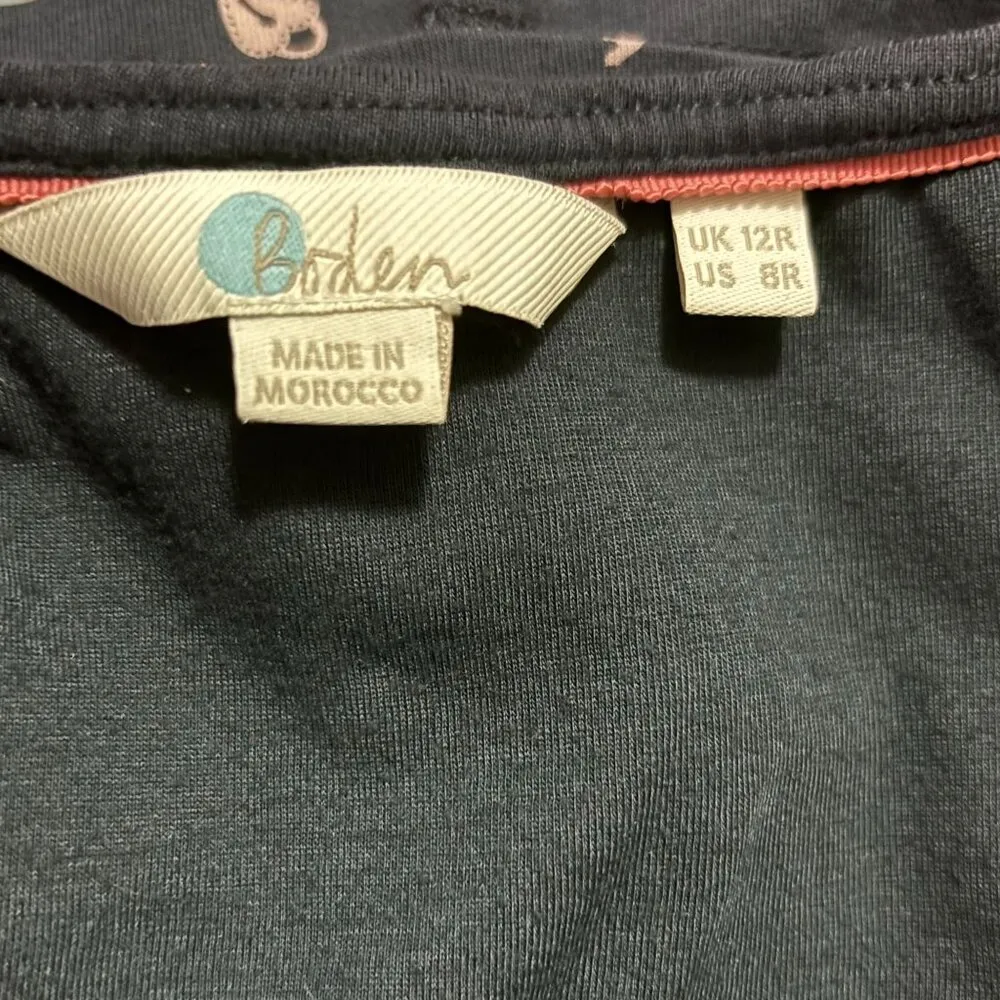 Boden
MADE IN
MOROCCO
UK 12R
US 8R